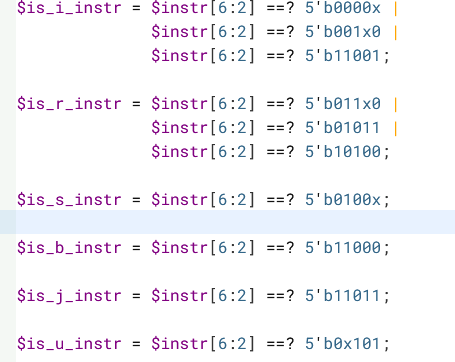 $is_i_instr = $instr[6:2] ==? 5'b0000x |
$instr[6:2] ==? 5'b001x0 |
$instr[6:2] ==? 5'b11001;
$is_r_instr = $instr[6:2] ==? 5'b011x0 |
$instr[6:2] ==? 5'b01011 |
$instr[6:2] ==? 5'b10100;
$is_s_instr = $instr[6:2] ==? 5'b0100x;
$is_b_instr = $instr[6:2] ==? 5'b11000;
$is_j_instr = $instr[6:2] ==? 5'b11011;
$is_u_instr = $instr[6:2] ==? 5'b0x101;